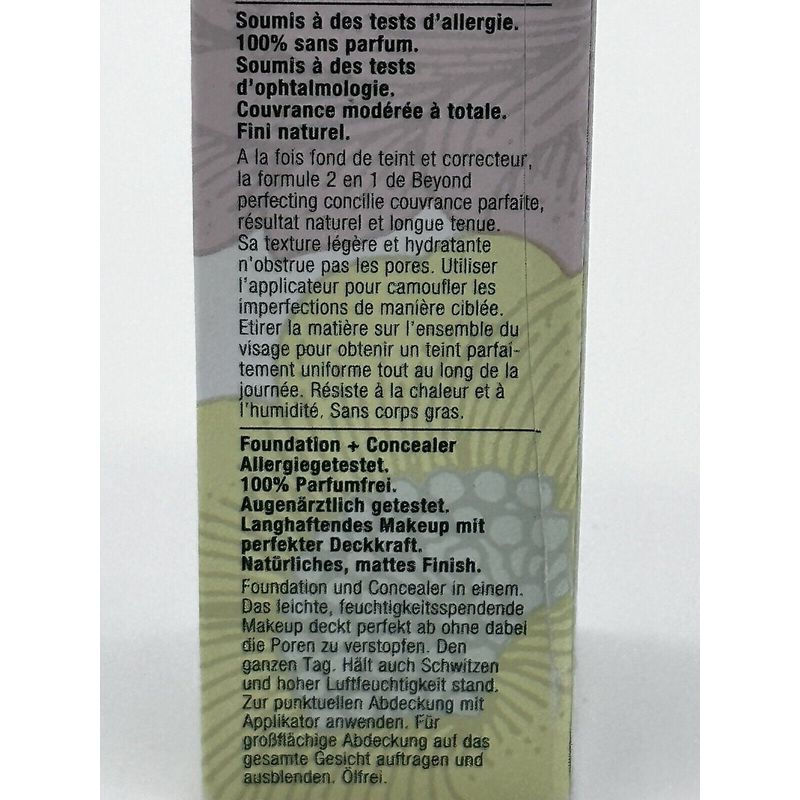 Soumis à des tests d'allergie.
100% sans parfum.
Soumis à des tests
d'ophtalmologie.
Couvrance modérée à totale.
Fini naturel.
A la fois fond de teint et correcteur,
la formule 2 en 1 de Beyond
perfecting concilie couvrance parfaite,
résultat naturel et longue tenue.
Sa texture légère et hydratante
n'obstrue pas les pores. Utiliser
l'applicateur pour camoufler les
imperfections de manière ciblée.
Etirer la matière sur l'ensemble du
visage pour obtenir un teint parfai-
tement uniforme tout au long de la
journée. Résiste à la chaleur et à
l'humidité. Sans corps gras.
Foundation + Concealer
Allergiegetestet.
100% Parfumfrei.
Augenärztlich getestet.
Langhaftendes Makeup mit
perfekter Deckkraft.
Natürliches, mattes Finish.
Foundation und Concealer in einem.
Das leichte, feuchtigkeitsspendende
Makeup deckt perfekt ab ohne dabei
die Poren zu verstopfen. Den
ganzen Tag. Hält auch Schwitzen
und hoher Luftfeuchtigkeit stand.
Zur punktuellen Abdeckung mit
Applikator anwenden. Für
großflächige Abdeckung auf das
gesamte Gesicht auftragen und
ausblenden. Ölfrei.